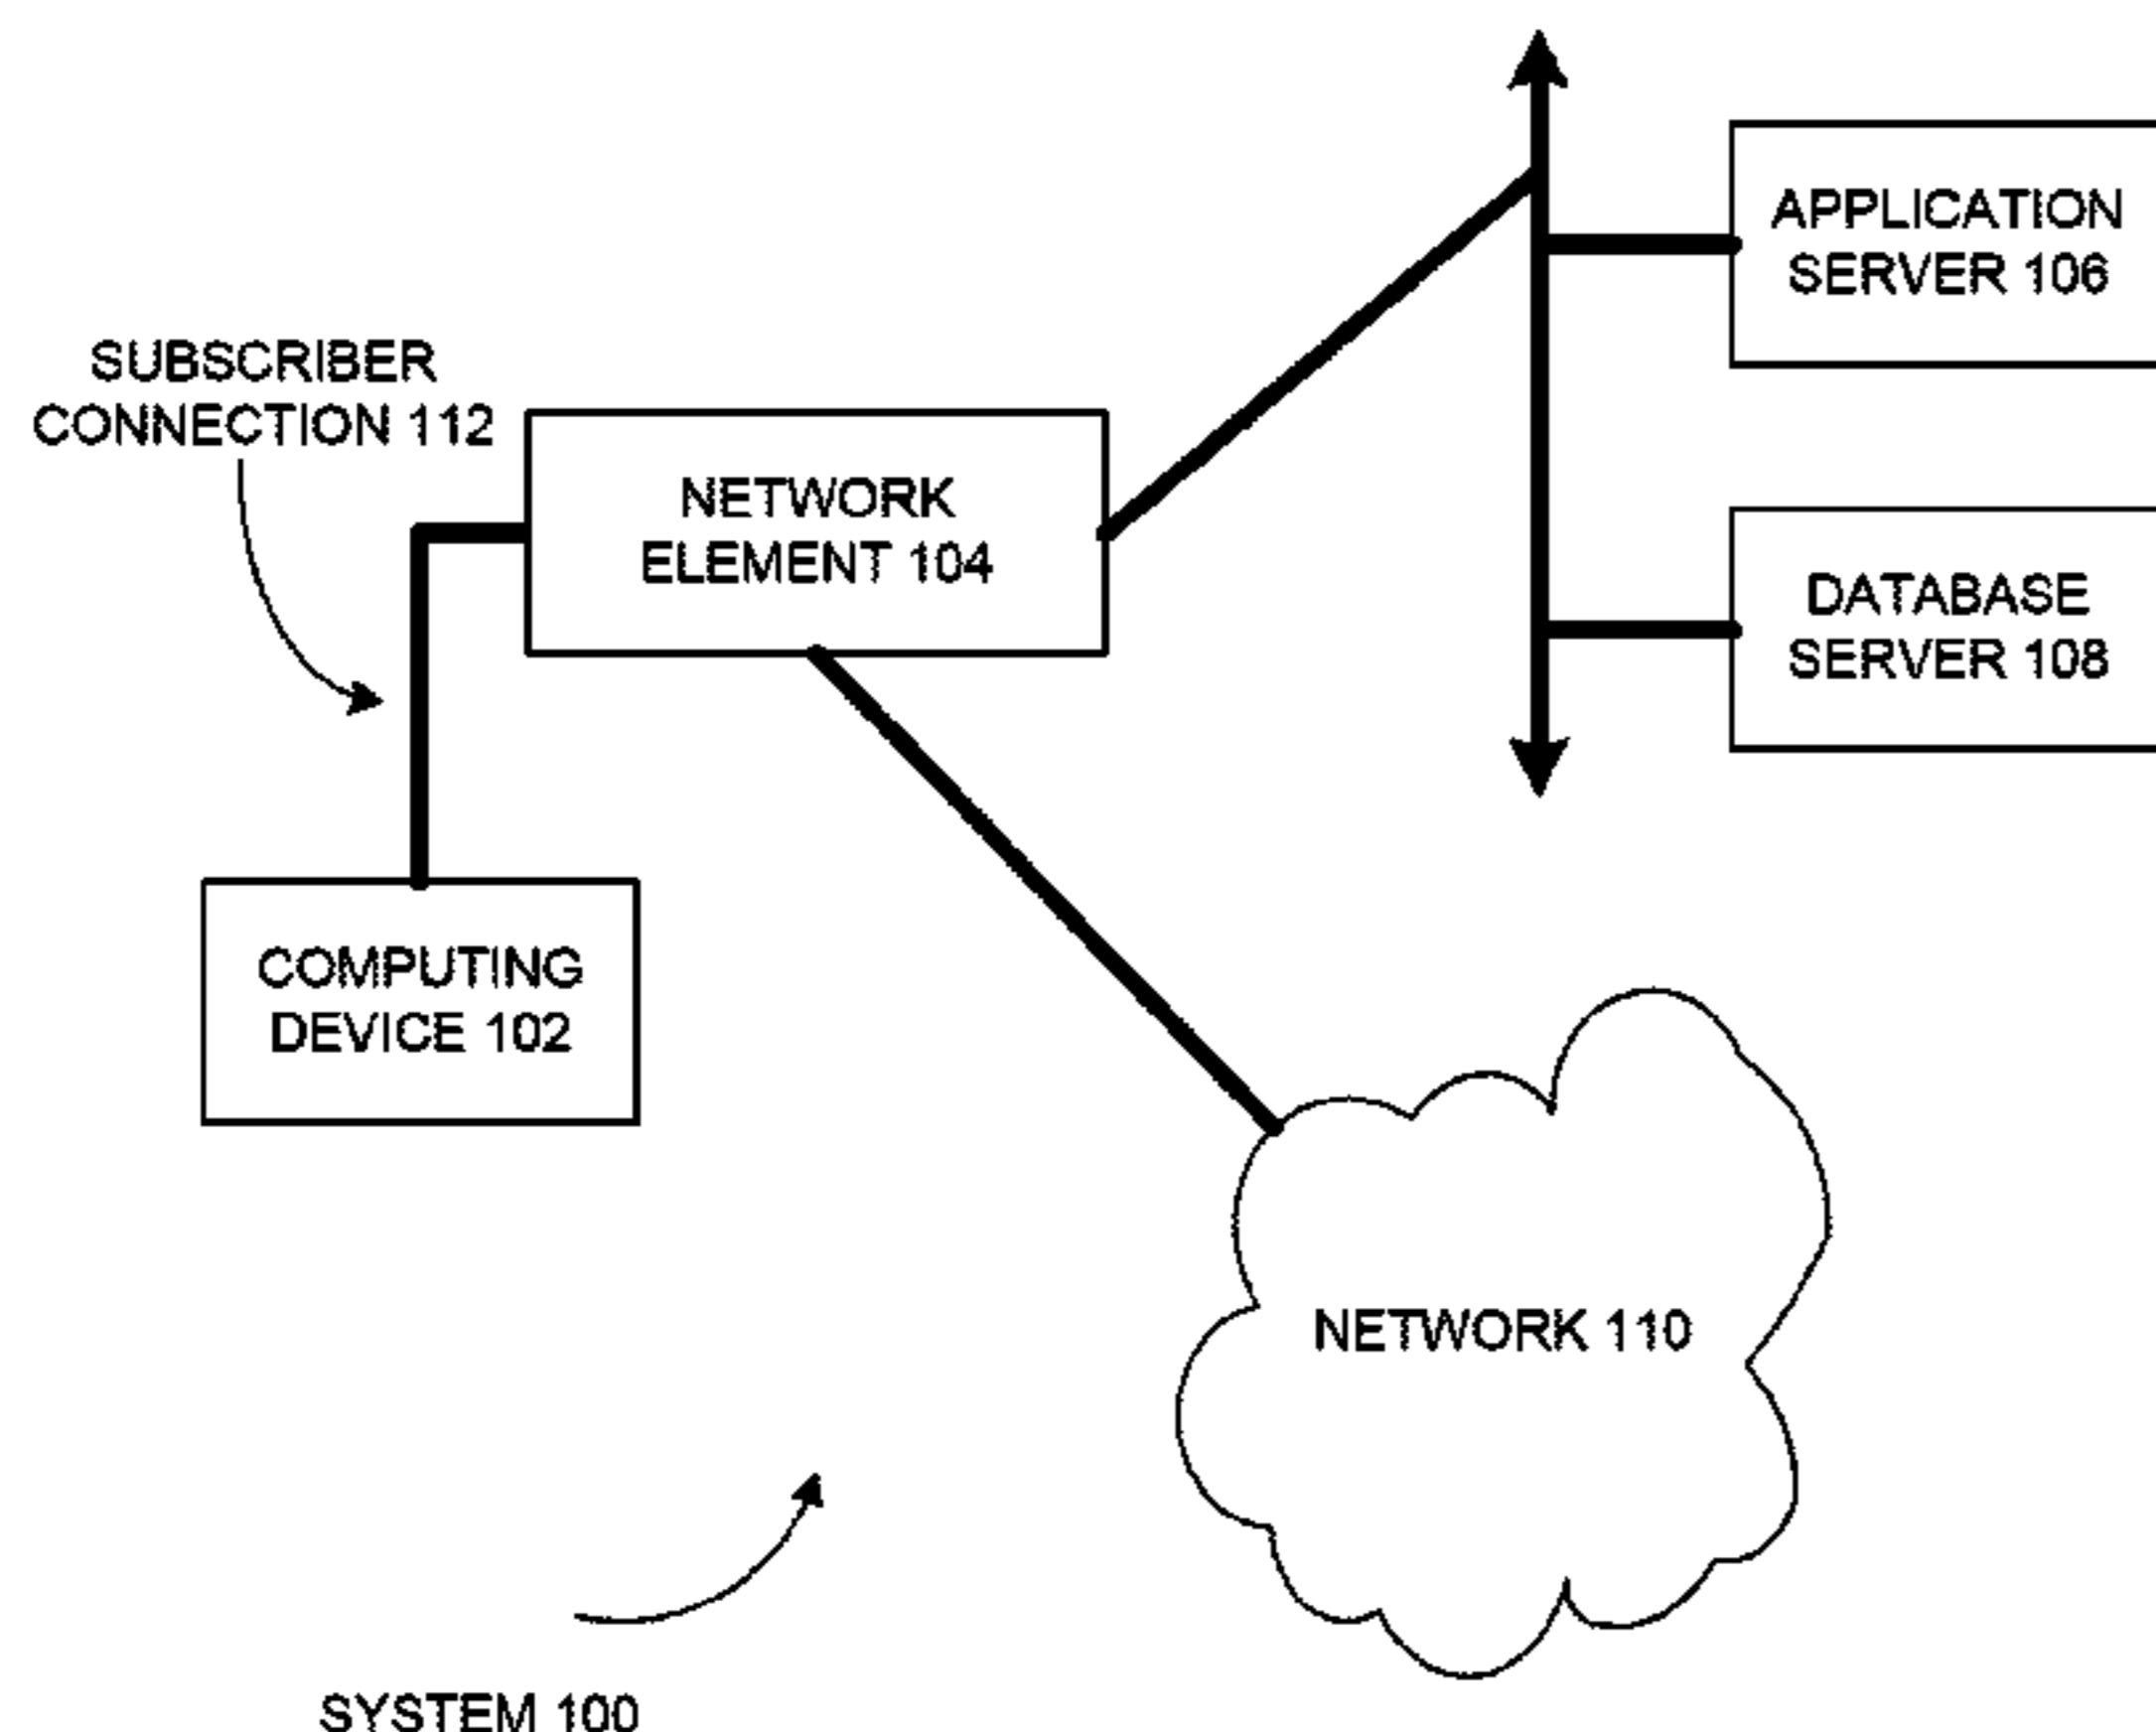 APPLICATION
SERVER 106
SUBSCRIBER
CONNECTION 112
NETWORK
ELEMENT 104
DATABASE
SERVER 108
COMPUTING
DEVICE 102
NETWORK 110
SYSTEM 100